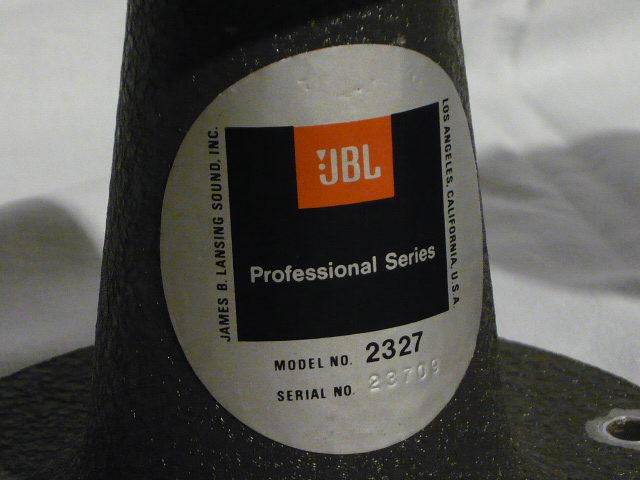 JBL
JAMES B. LANSING SOUND, INC.
LOS ANGELES, CALIFORNIA, U.S.A.
Professional Series
MODEL NO. 2327
SERIAL NO. 23709